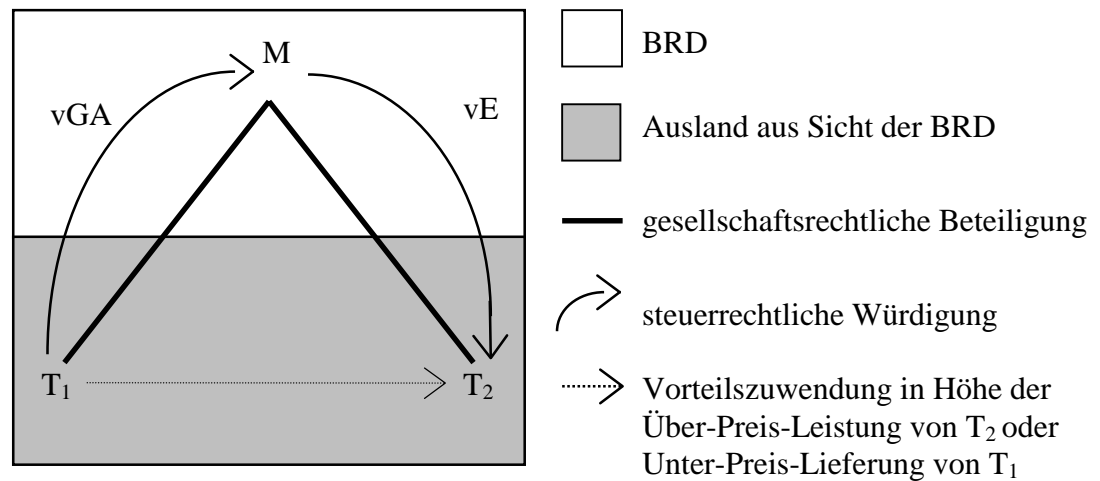 M
vGA
vE
T₁
T₂
BRD
Ausland aus Sicht der BRD
gesellschaftsrechtliche Beteiligung
steuerrechtliche Würdigung
Vorteilszuwendung in Höhe der
Über-Preis-Leistung von T₂ oder
Unter-Preis-Lieferung von T₁